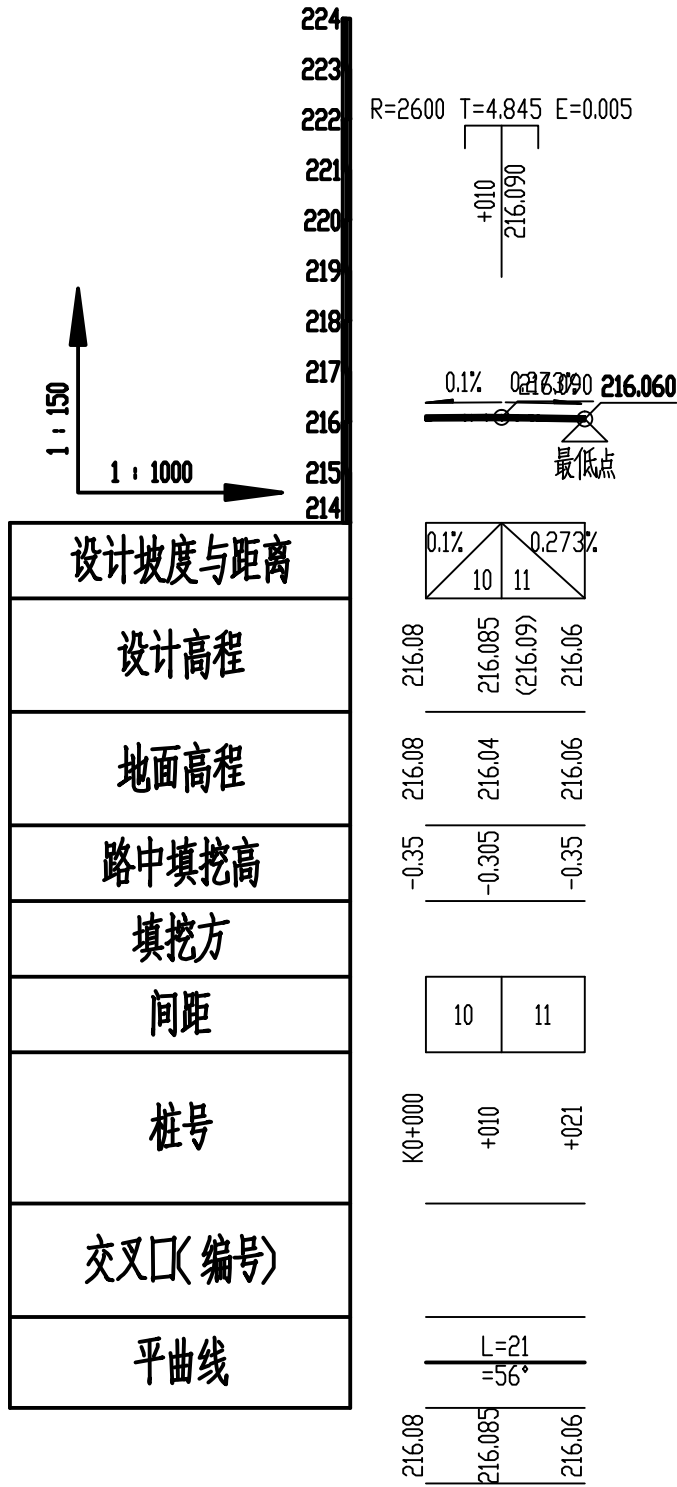 224
223
222
221
220
219
218
217
216
215
214
R=2600 T=4.845 E=0.005
+010
216.090
1 : 150
1 : 1000
0.1% 0.273% 216.090 216.060
最低点
设计坡度与距离 0.1% 10 11 0.273%
设计高程 216.08 216.085 (216.09) 216.06
地面高程 216.08 216.04 216.06
路中填挖高 -0.35 -0.305 -0.35
填挖方
间距 10 11
桩号 K0+000 +010 +021
交叉口(编号)
平曲线 L=21
=56°
216.08 216.085 216.06